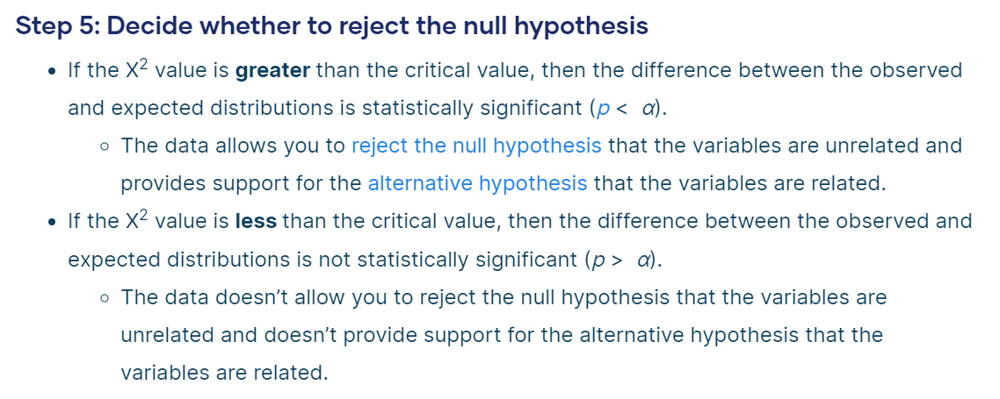 Step 5: Decide whether to reject the null hypothesis
• If the X² value is greater than the critical value, then the difference between the observed
and expected distributions is statistically significant (p < α).
◦ The data allows you to reject the null hypothesis that the variables are unrelated and
provides support for the alternative hypothesis that the variables are related.
• If the X² value is less than the critical value, then the difference between the observed and
expected distributions is not statistically significant (p > α).
◦ The data doesn’t allow you to reject the null hypothesis that the variables are
unrelated and doesn’t provide support for the alternative hypothesis that the
variables are related.